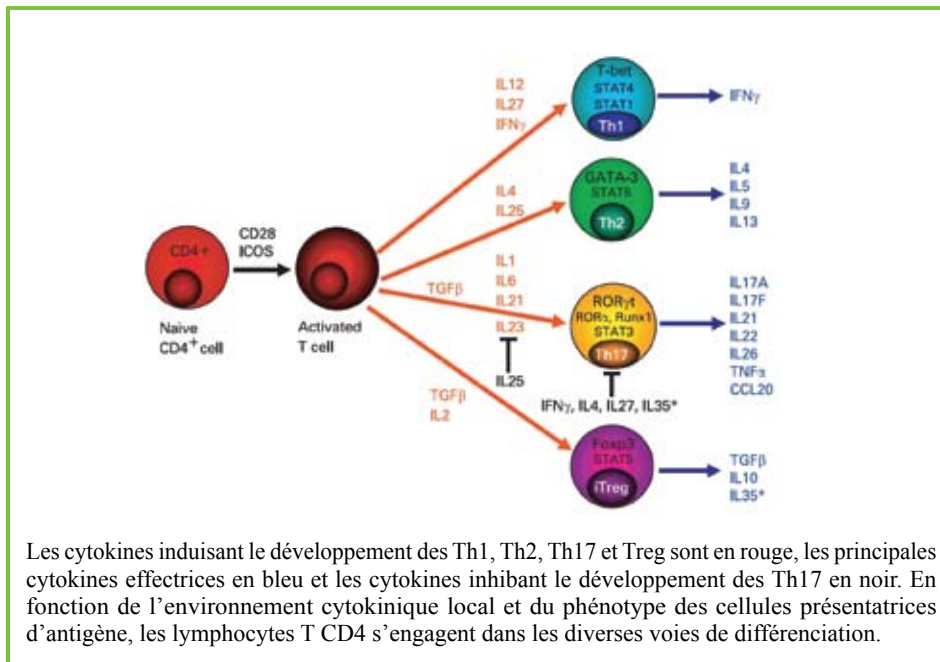 IL12
IL27
IFNγ
T-bet
STAT4
STAT1
Th1
IFNγ
IL4
IL25
GATA-3
STAT6
Th2
IL4
IL5
IL9
IL13
CD4+
CD28
ICOS
Naive
CD4+cell
Activated
T cell
TGFβ
IL1
IL6
IL21
IL23
IL25
RORγt
RORα, Runx1
STAT3
Th17
IFNγ, IL4, IL27, IL35*
IL17A
IL17F
IL21
IL22
IL26
TNFα
CCL20
TGFβ
IL2
Foxp3
STAT5
iTreg
TGFβ
IL10
IL35*
Les cytokines induisant le développement des Th1, Th2, Th17 et Treg sont en rouge, les principales
cytokines effectrices en bleu et les cytokines inhibant le développement des Th17 en noir. En
fonction de l’environnement cytokinique local et du phénotype des cellules présentatrices
d’antigène, les lymphocytes T CD4 s’engagent dans les diverses voies de différenciation.